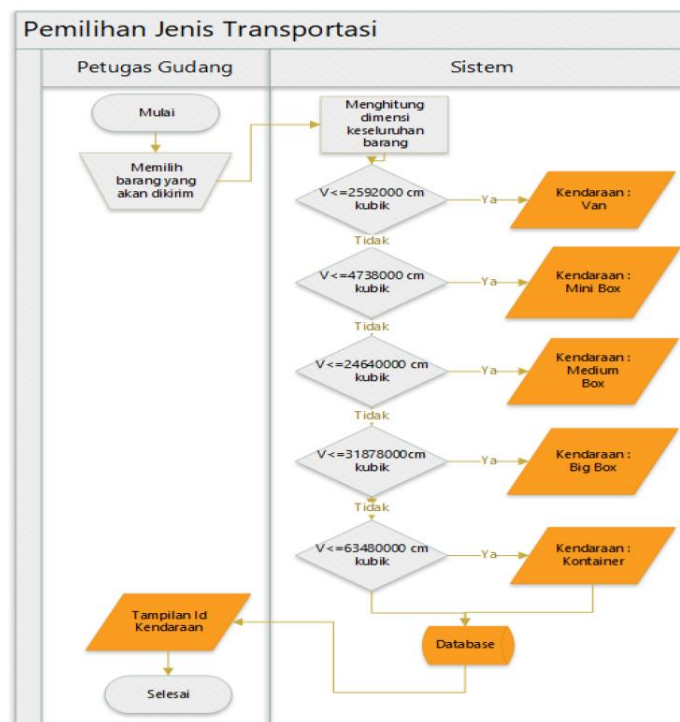 Pemilihan Jenis Transportasi
Petugas Gudang
Sistem
Mulai
Memilih
barang yang
akan dikirim
Menghitung
dimensi
keseluruhan
barang
V<=2592000 cm
kubik
Ya
Kendaraan :
Van
Tidak
V<=4738000 cm
kubik
Ya
Kendaraan :
Mini Box
Tidak
V<=24640000 cm
kubik
Ya
Kendaraan :
Medium
Box
Tidak
V<=31878000cm
kubik
Ya
Kendaraan :
Big Box
Tidak
V<=63480000 cm
kubik
Ya
Kendaraan :
Kontainer
Tampilan Id
Kendaraan
Database
Selesai